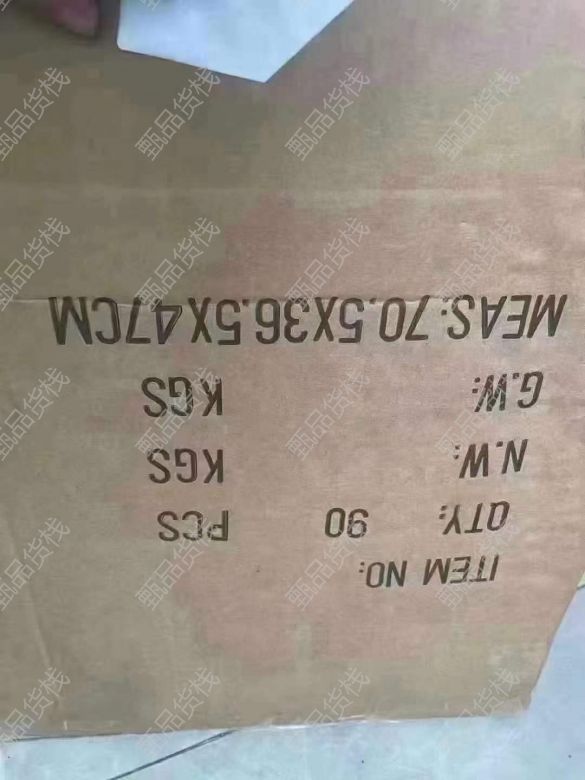 ITEM NO:
QTY: 90 PCS
N.W: KGS
G.W: KGS
MEAS: 70.5X36.5X47CM
甄品货栈